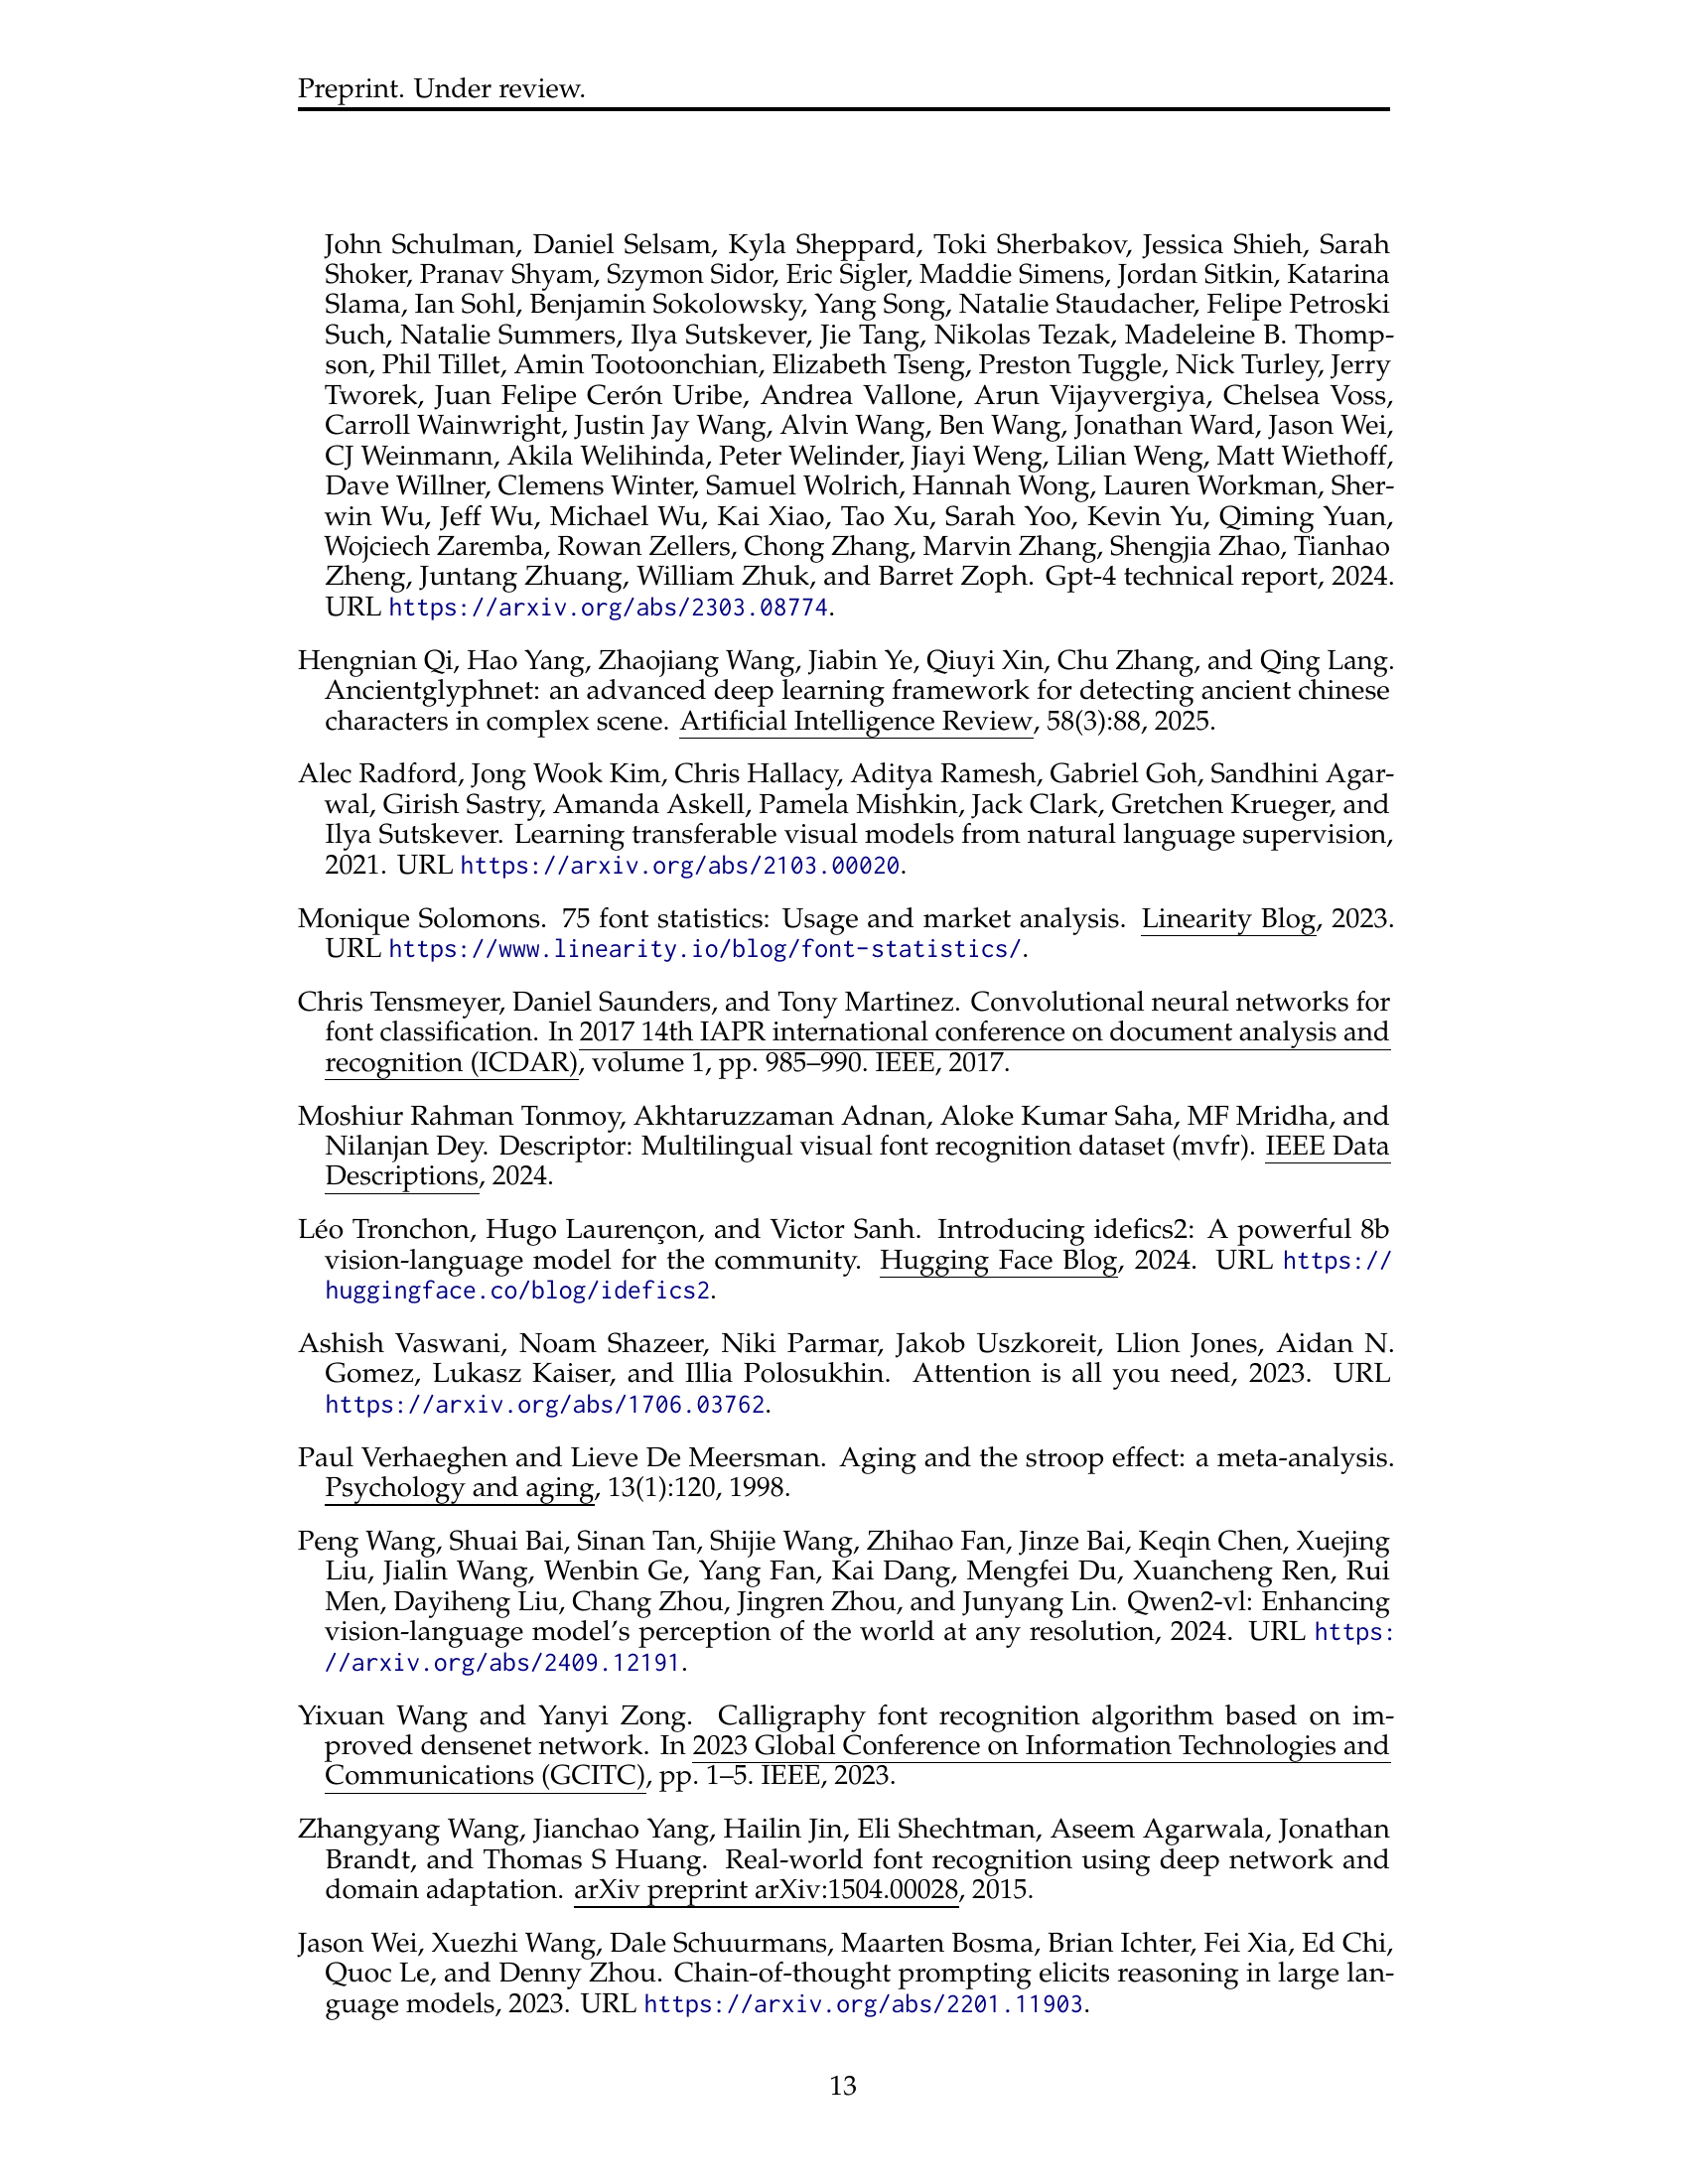 Preprint. Under review.
John Schulman, Daniel Selsam, Kyla Sheppard, Toki Sherbakov, Jessica Shieh, Sarah
Shoker, Pranav Shyam, Szymon Sidor, Eric Sigler, Maddie Simens, Jordan Sitkin, Katarina
Slama, Ian Sohl, Benjamin Sokolowsky, Yang Song, Natalie Staudacher, Felipe Petroski
Such, Natalie Summers, Ilya Sutskever, Jie Tang, Nikolas Tezak, Madeleine B. Thomp-
son, Phil Tillet, Amin Tootoonchian, Elizabeth Tseng, Preston Tuggle, Nick Turley, Jerry
Tworek, Juan Felipe Cerón Uribe, Andrea Vallone, Arun Vijayvergiya, Chelsea Voss,
Carroll Wainwright, Justin Jay Wang, Alvin Wang, Ben Wang, Jonathan Ward, Jason Wei,
CJ Weinmann, Akila Welihinda, Peter Welinder, Jiayi Weng, Lilian Weng, Matt Wiethoff,
Dave Willner, Clemens Winter, Samuel Wolrich, Hannah Wong, Lauren Workman, Sher-
win Wu, Jeff Wu, Michael Wu, Kai Xiao, Tao Xu, Sarah Yoo, Kevin Yu, Qiming Yuan,
Wojciech Zaremba, Rowan Zellers, Chong Zhang, Marvin Zhang, Shengjia Zhao, Tianhao
Zheng, Juntang Zhuang, William Zhuk, and Barret Zoph. Gpt-4 technical report, 2024.
URL https://arxiv.org/abs/2303.08774.
Hengnian Qi, Hao Yang, Zhaojiang Wang, Jiabin Ye, Qiuyi Xin, Chu Zhang, and Qing Lang.
Ancientglyphnet: an advanced deep learning framework for detecting ancient chinese
characters in complex scene. Artificial Intelligence Review, 58(3):88, 2025.
Alec Radford, Jong Wook Kim, Chris Hallacy, Aditya Ramesh, Gabriel Goh, Sandhini Agar-
wal, Girish Sastry, Amanda Askell, Pamela Mishkin, Jack Clark, Gretchen Krueger, and
Ilya Sutskever. Learning transferable visual models from natural language supervision,
2021. URL https://arxiv.org/abs/2103.00020.
Monique Solomons. 75 font statistics: Usage and market analysis. Linearity Blog, 2023.
URL https://www.linearity.io/blog/font-statistics/.
Chris Tensmeyer, Daniel Saunders, and Tony Martinez. Convolutional neural networks for
font classification. In 2017 14th IAPR international conference on document analysis and
recognition (ICDAR), volume 1, pp. 985–990. IEEE, 2017.
Moshiur Rahman Tonmoy, Akhtaruzzaman Adnan, Aloke Kumar Saha, MF Mridha, and
Nilanjan Dey. Descriptor: Multilingual visual font recognition dataset (mvfr). IEEE Data
Descriptions, 2024.
Léo Tronchon, Hugo Laurençon, and Victor Sanh. Introducing idefics2: A powerful 8b
vision-language model for the community. Hugging Face Blog, 2024. URL https://
huggingface.co/blog/idefics2.
Ashish Vaswani, Noam Shazeer, Niki Parmar, Jakob Uszkoreit, Llion Jones, Aidan N.
Gomez, Lukasz Kaiser, and Illia Polosukhin. Attention is all you need, 2023. URL
https://arxiv.org/abs/1706.03762.
Paul Verhaeghen and Lieve De Meersman. Aging and the stroop effect: a meta-analysis.
Psychology and aging, 13(1):120, 1998.
Peng Wang, Shuai Bai, Sinan Tan, Shijie Wang, Zhihao Fan, Jinze Bai, Keqin Chen, Xuejing
Liu, Jialin Wang, Wenbin Ge, Yang Fan, Kai Dang, Mengfei Du, Xuancheng Ren, Rui
Men, Dayiheng Liu, Chang Zhou, Jingren Zhou, and Junyang Lin. Qwen2-vl: Enhancing
vision-language model's perception of the world at any resolution, 2024. URL https:
//arxiv.org/abs/2409.12191.
Yixuan Wang and Yanyi Zong. Calligraphy font recognition algorithm based on im-
proved densenet network. In 2023 Global Conference on Information Technologies and
Communications (GCITC), pp. 1–5. IEEE, 2023.
Zhangyang Wang, Jianchao Yang, Hailin Jin, Eli Shechtman, Aseem Agarwala, Jonathan
Brandt, and Thomas S Huang. Real-world font recognition using deep network and
domain adaptation. arXiv preprint arXiv:1504.00028, 2015.
Jason Wei, Xuezhi Wang, Dale Schuurmans, Maarten Bosma, Brian Ichter, Fei Xia, Ed Chi,
Quoc Le, and Denny Zhou. Chain-of-thought prompting elicits reasoning in large lan-
guage models, 2023. URL https://arxiv.org/abs/2201.11903.
13